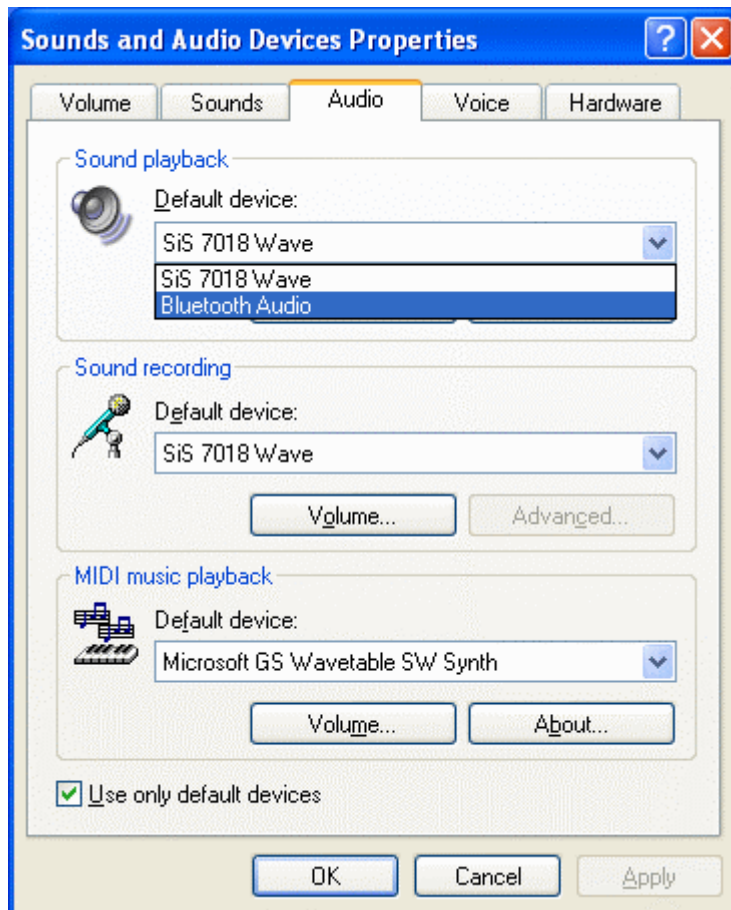 Sounds and Audio Devices Properties
Volume Sounds Audio Voice Hardware
Sound playback
Default device:
SiS 7018 Wave
SiS 7018 Wave
Bluetooth Audio
Sound recording
Default device:
SiS 7018 Wave
Volume... Advanced...
MIDI music playback
Default device:
Microsoft GS Wavetable SW Synth
Volume... About...
Use only default devices
OK Cancel Apply